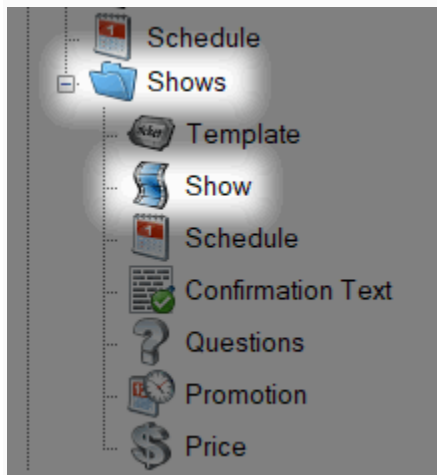 Schedule
Shows
Template
Show
Schedule
Confirmation Text
Questions
Promotion
Price